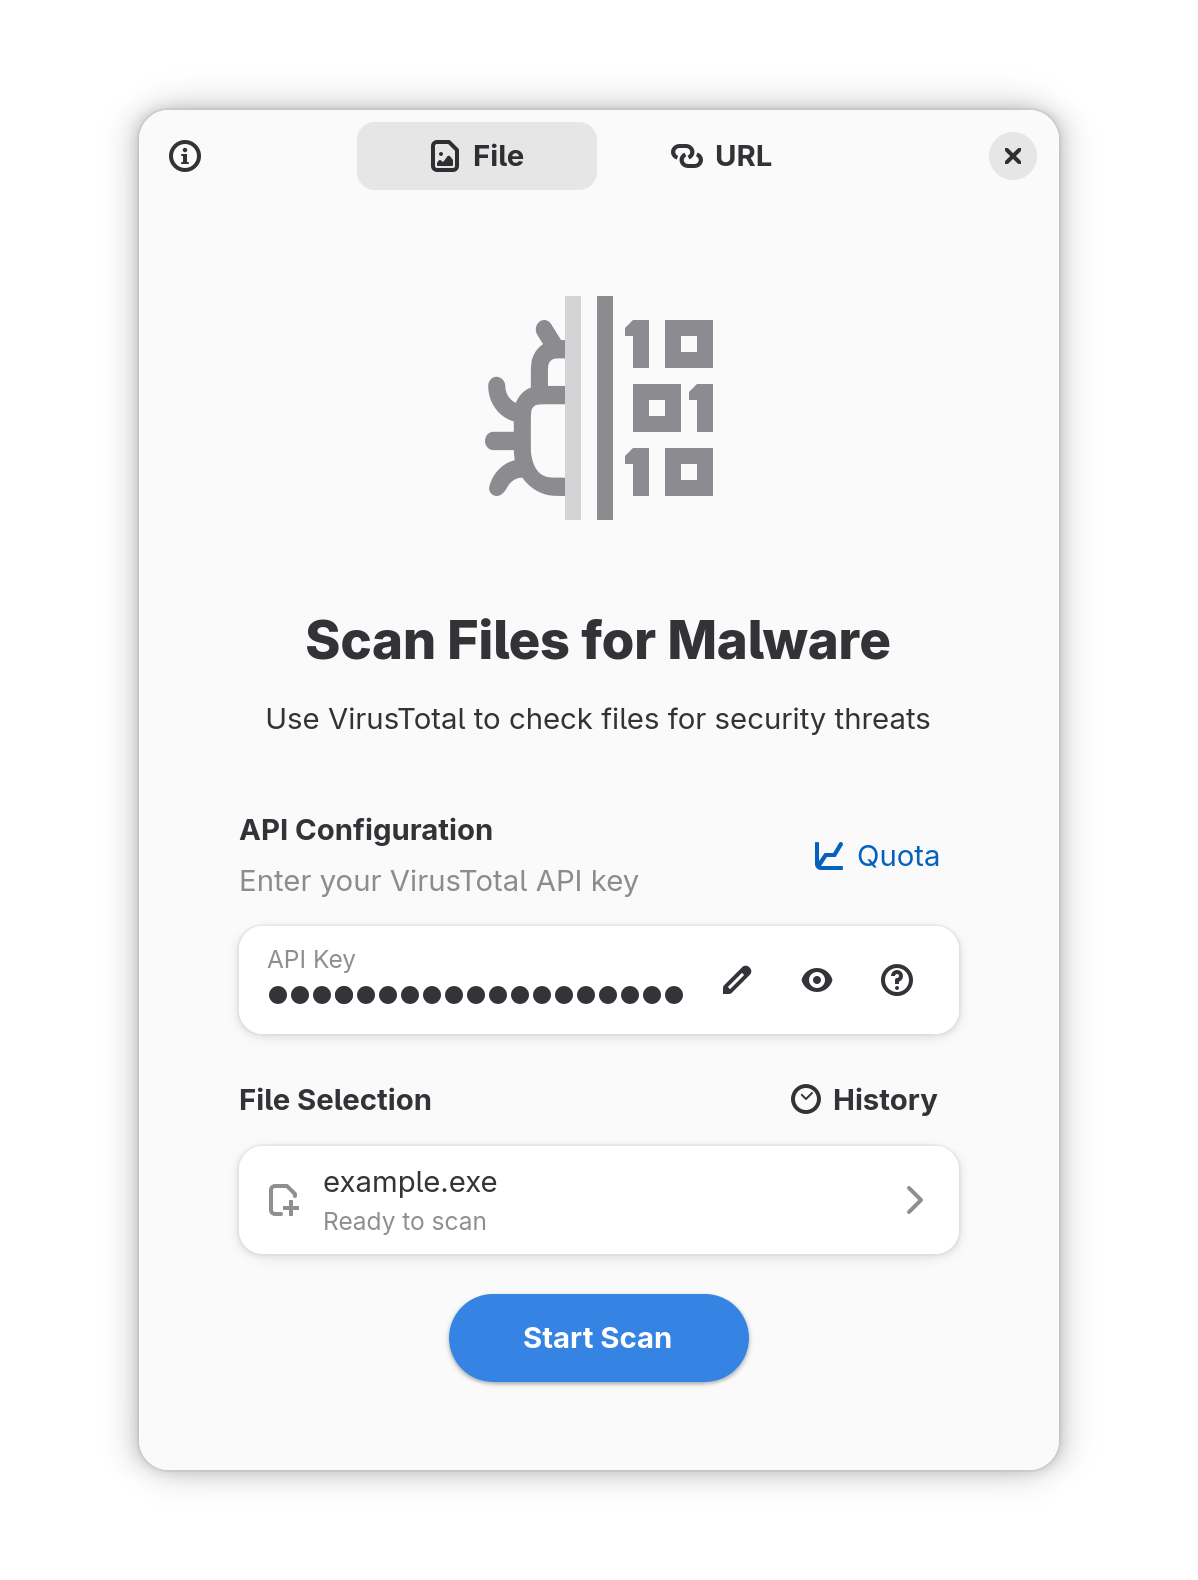 File
URL
10
01
10
Scan Files for Malware
Use VirusTotal to check files for security threats
API Configuration
Enter your VirusTotal API key
Quota
API Key
●●●●●●●●●●●●●●●●●●●
File Selection
History
example.exe
Ready to scan
Start Scan